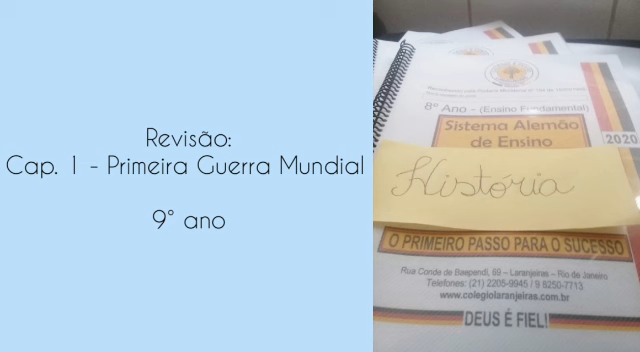 Revisão:
Cap. 1 - Primeira Guerra Mundial
9° ano
8º Ano – (Ensino Fundamental)
Sistema Alemão
de Ensino
2020
História
O PRIMEIRO PASSO PARA O SUCESSO
Rua Conde de Baependi, 69 – Laranjeiras – Rio de Janeiro
Telefones: (21) 2205-9945 / 9 8250-7713
www.colegiolaranjeiras.com.br
DEUS É FIEL!